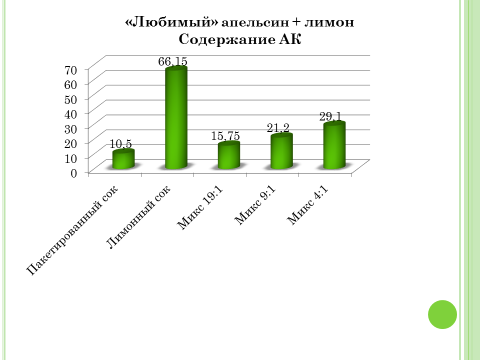 «Любимый» апельсин + лимон
Содержание АК
70
60
50
40
30
20
10
0
10,5
66,15
15,75
21,2
29,1
Пакетированный сок
Лимонный сок
Микс 19:1
Микс 9:1
Микс 4:1